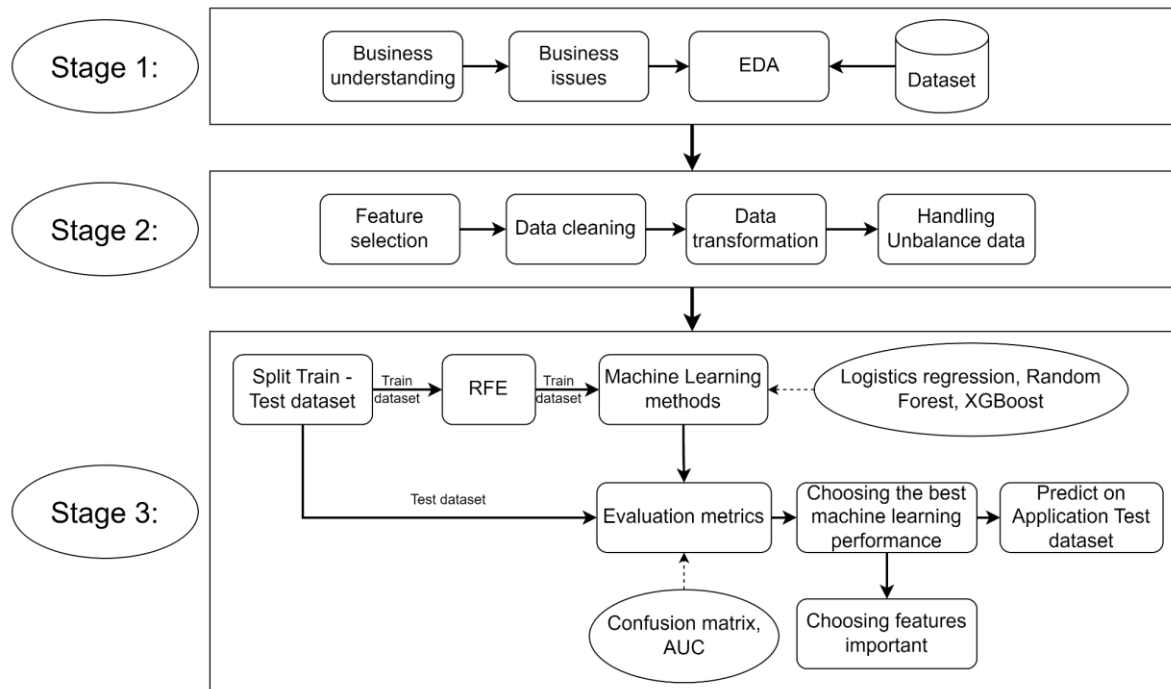 Stage 1:
Business
understanding
Business
issues
EDA
Dataset
Stage 2:
Feature
selection
Data cleaning
Data
transformation
Handling
Unbalance data
Stage 3:
Split Train -
Test dataset
Train
dataset
RFE
Train
dataset
Machine Learning
methods
Logistics regression, Random
Forest, XGBoost
Test dataset
Evaluation metrics
Choosing the best
machine learning
performance
Predict on
Application Test
dataset
Confusion matrix,
AUC
Choosing features
important